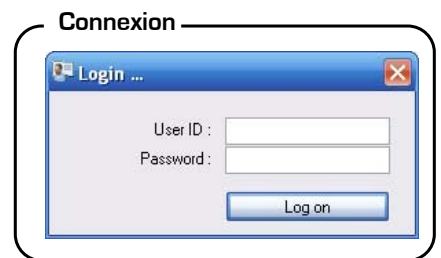 Connexion
Login ...
User ID :
Password :
Log on